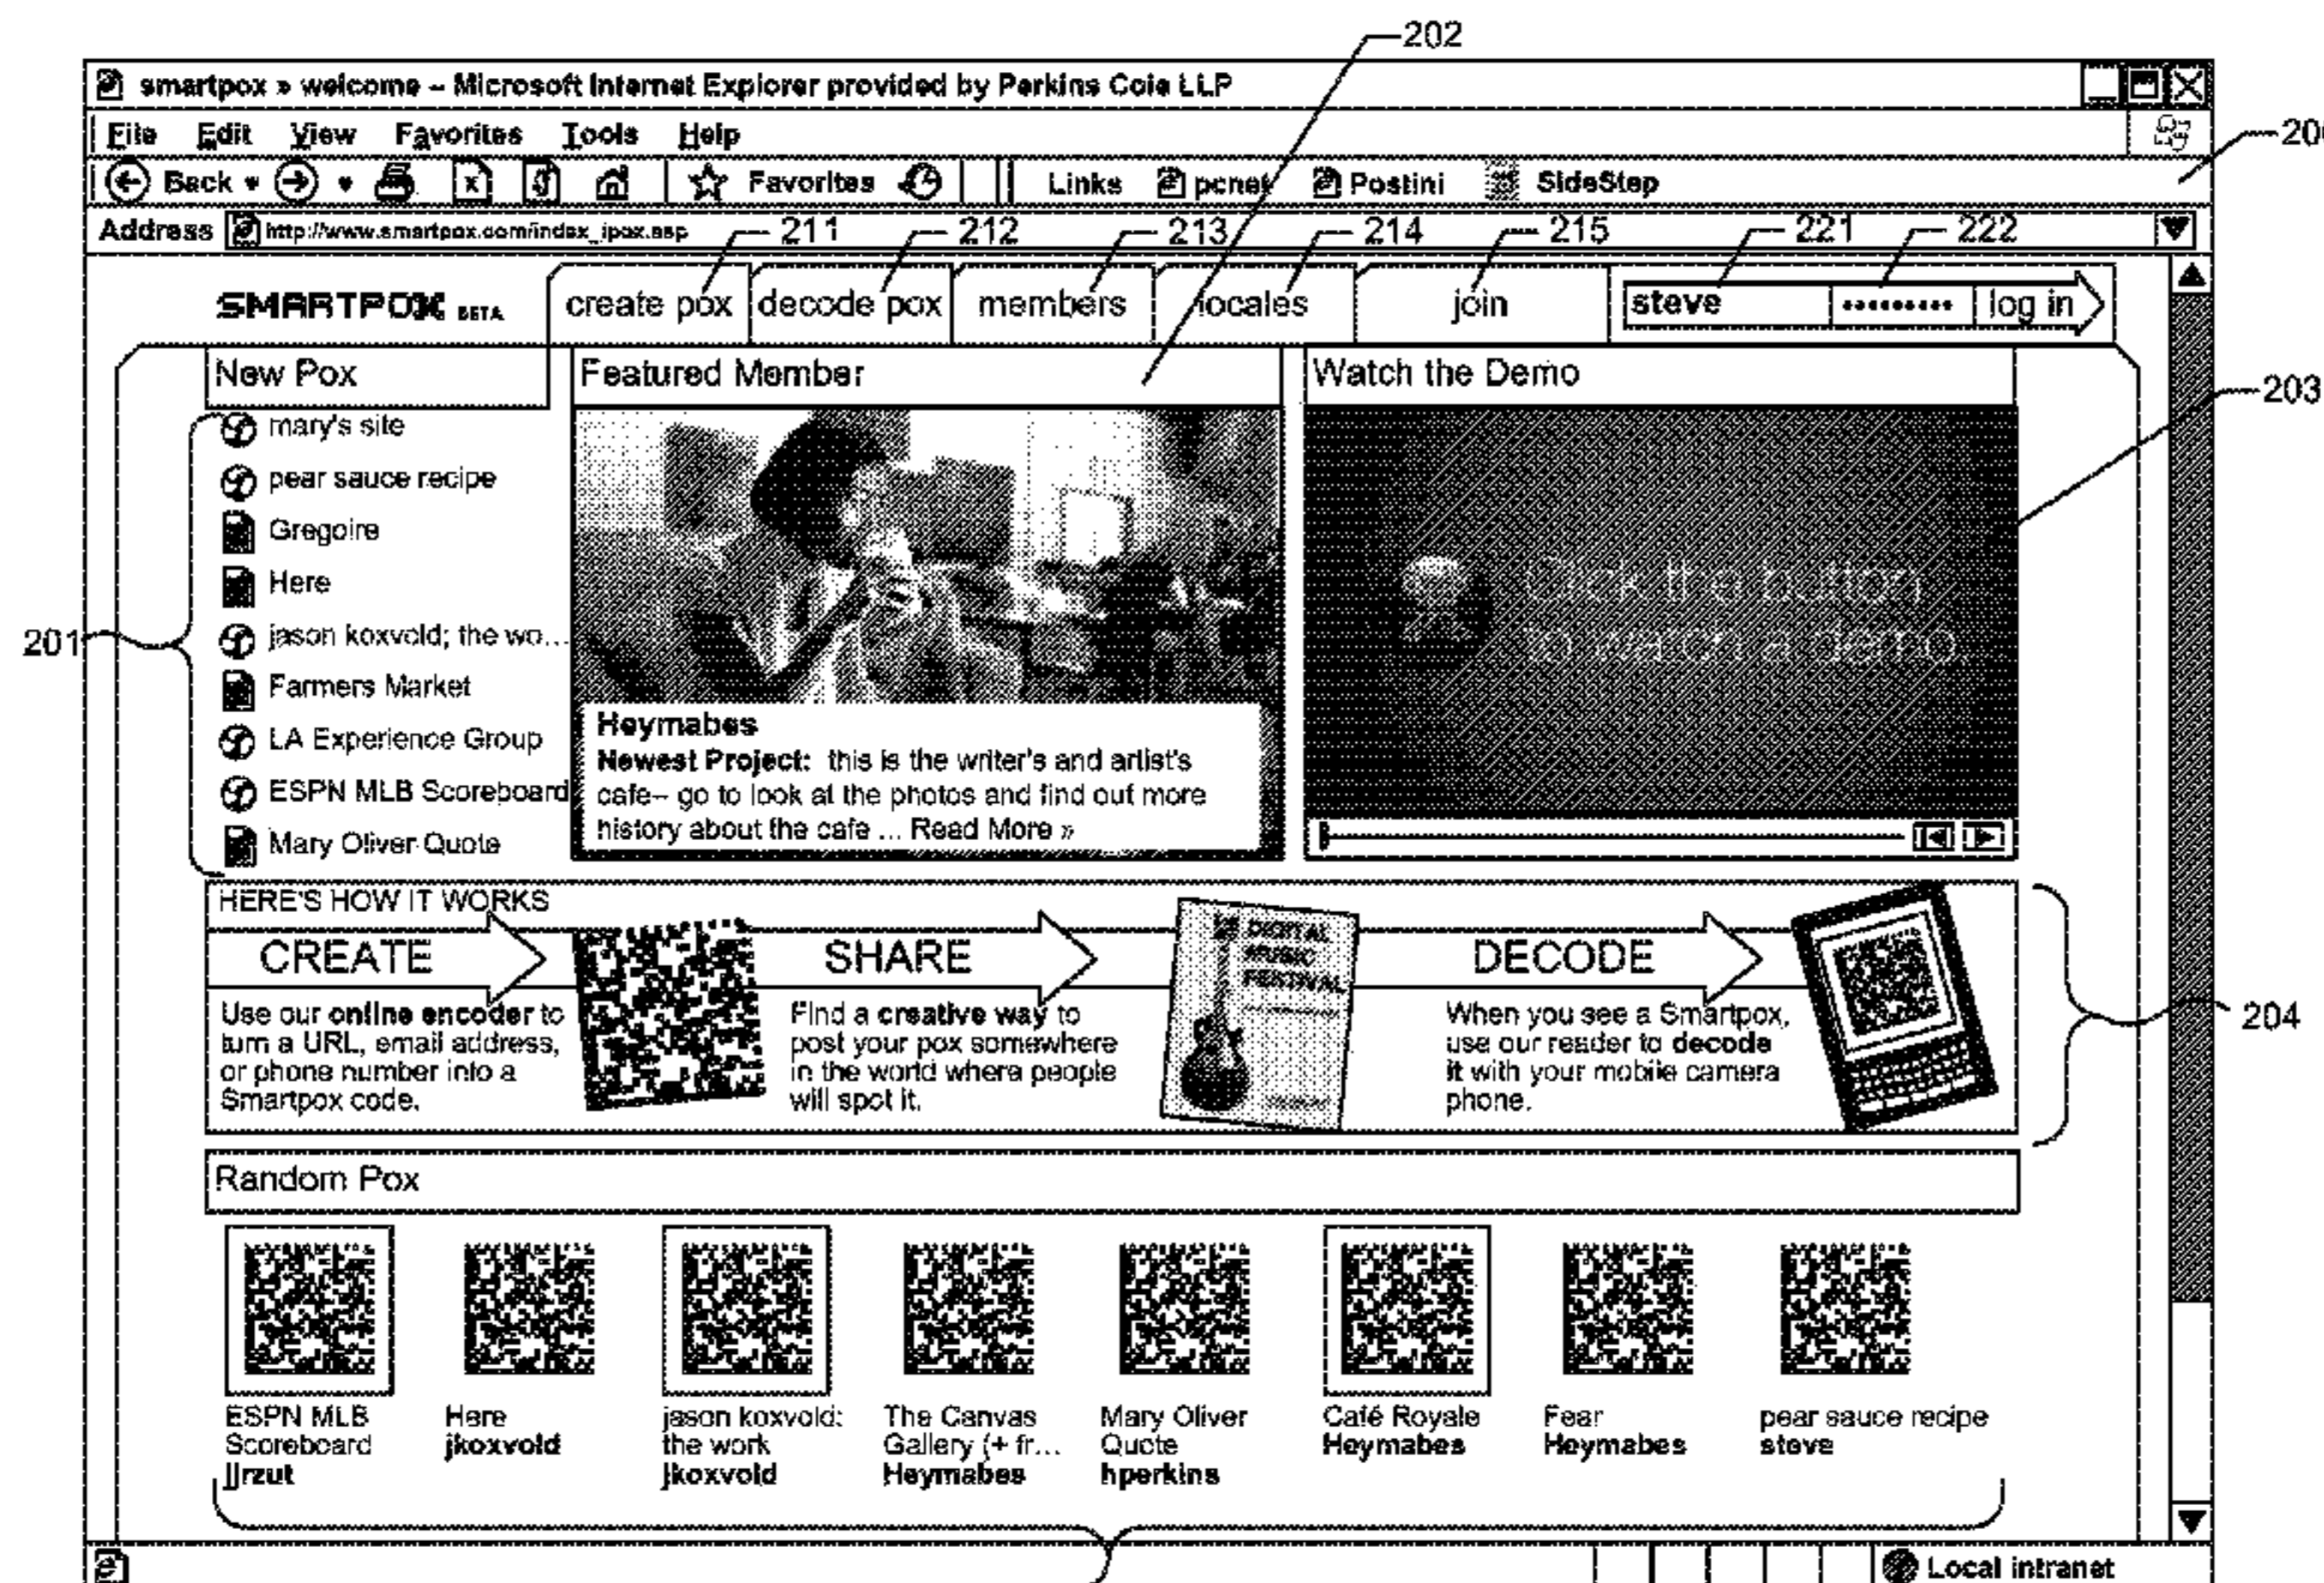 202
smartpox » welcome – Microsoft Internet Explorer provided by Perkins Coie LLP
File Edit View Favorites Tools Help
Back Favorites Links pcnet Postini SideStep
Address http://www.smartpox.com/index_ipox.asp 211 212 213 214 215 221 222
SMARTPOX BETA create pox decode pox members locales join steve ········· log in
New Pox Featured Member Watch the Demo
203
mary's site
pear sauce recipe
Gregoire
Here
201
jason koxvold; the wo...
Farmers Market
LA Experience Group
ESPN MLB Scoreboard
Mary Oliver Quote
Heymabes
Newest Project: this is the writer's and artist's
cafe-- go to look at the photos and find out more
history about the cafe ... Read More »
Click the button
to watch a demo.
HERE'S HOW IT WORKS
CREATE SHARE DECODE
Use our online encoder to
turn a URL, email address,
or phone number into a
Smartpox code.
Find a creative way to
post your pox somewhere
in the world where people
will spot it.
DIGITAL
MUSIC
FESTIVAL
When you see a Smartpox,
use our reader to decode
it with your mobile camera
phone.
204
Random Pox
ESPN MLB
Scoreboard
jjrzut
Here
jkoxvold
jason koxvold:
the work
jkoxvold
The Canvas
Gallery (+ fr...
Heymabes
Mary Oliver
Quote
hperkins
Café Royale
Heymabes
Fear
Heymabes
pear sauce recipe
steve
Local intranet